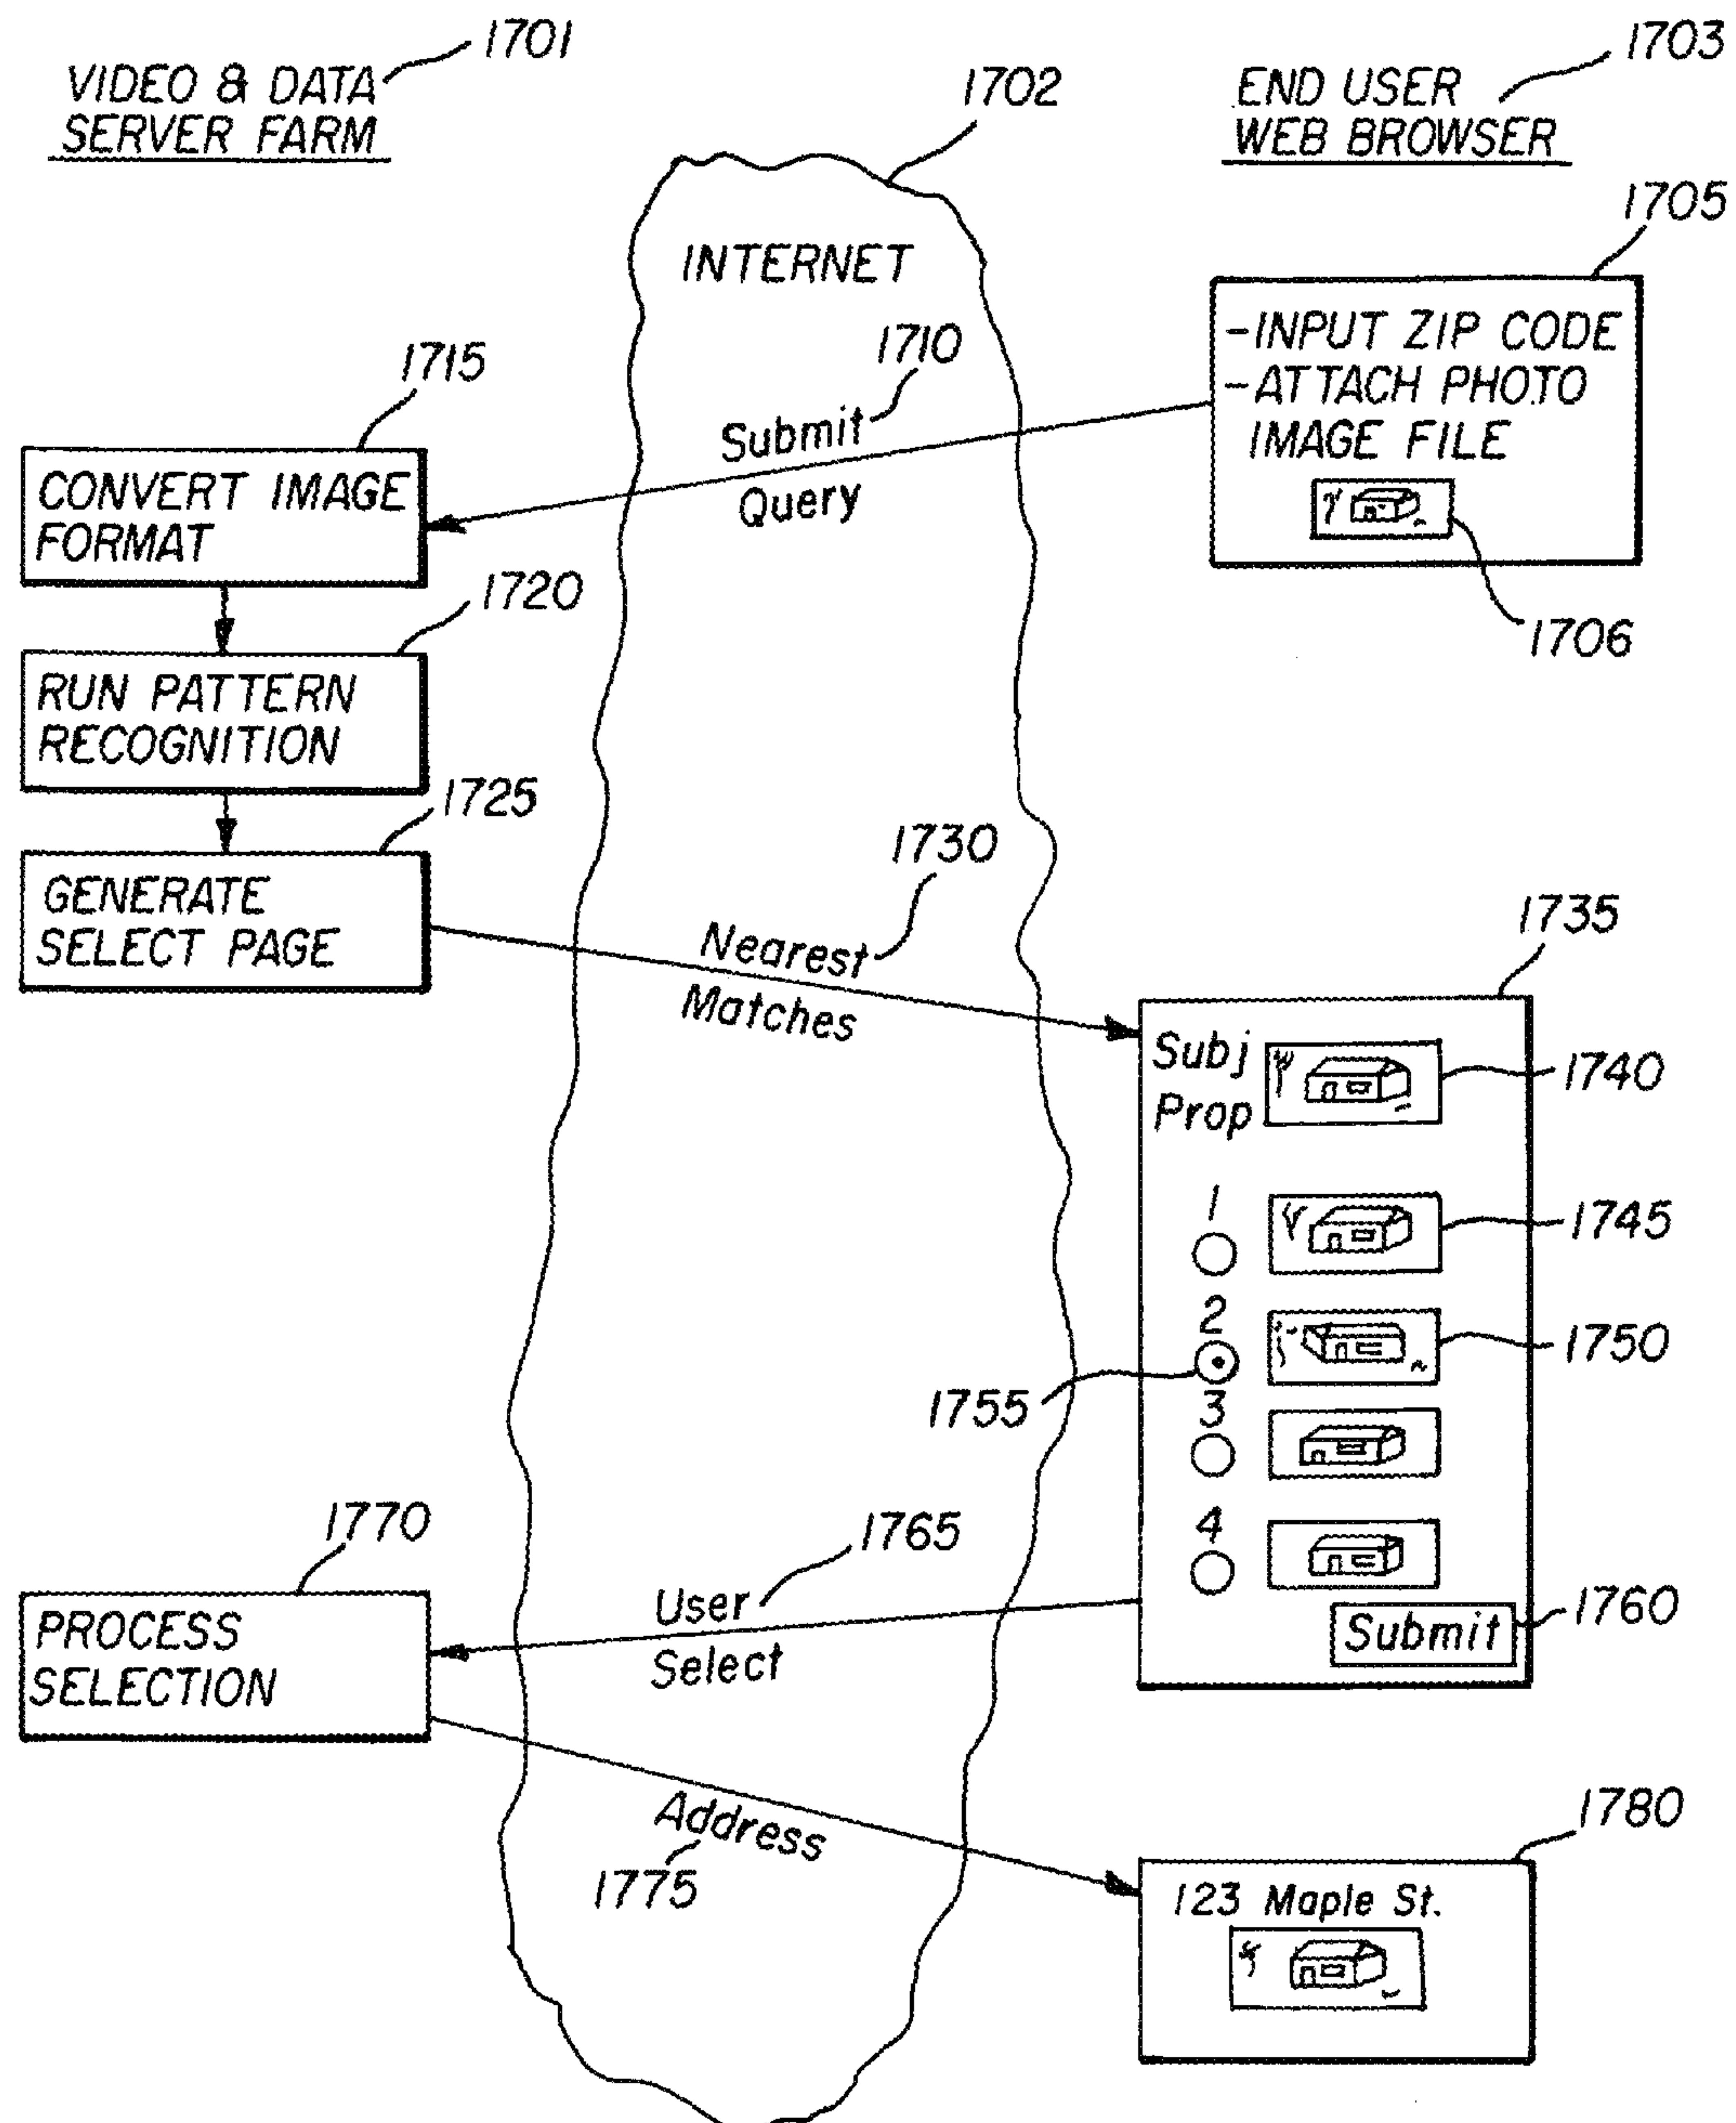 1701
VIDEO & DATA
SERVER FARM
1702
1703
END USER
WEB BROWSER
1705
INTERNET
-INPUT ZIP CODE
-ATTACH PHOTO
IMAGE FILE
1706
1710
Submit
Query
1715
CONVERT IMAGE
FORMAT
1720
RUN PATTERN
RECOGNITION
1725
GENERATE
SELECT PAGE
1730
Nearest
Matches
1735
Subj
Prop
1740
1
1745
2
1750
1755
3
4
Submit
1760
1765
User
Select
1770
PROCESS
SELECTION
Address
1775
1780
123 Maple St.